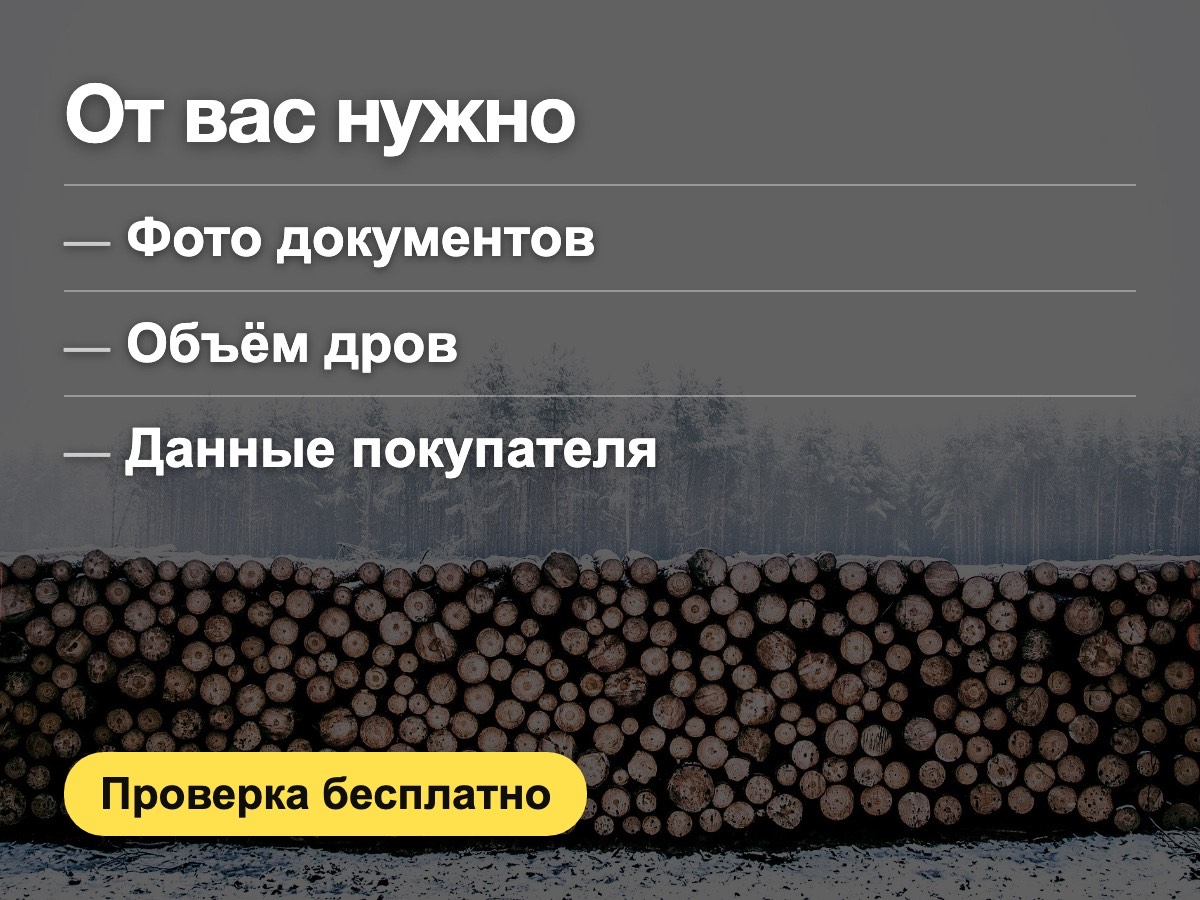 От вас нужно
— Фото документов
— Объём дров
— Данные покупателя
Проверка бесплатно